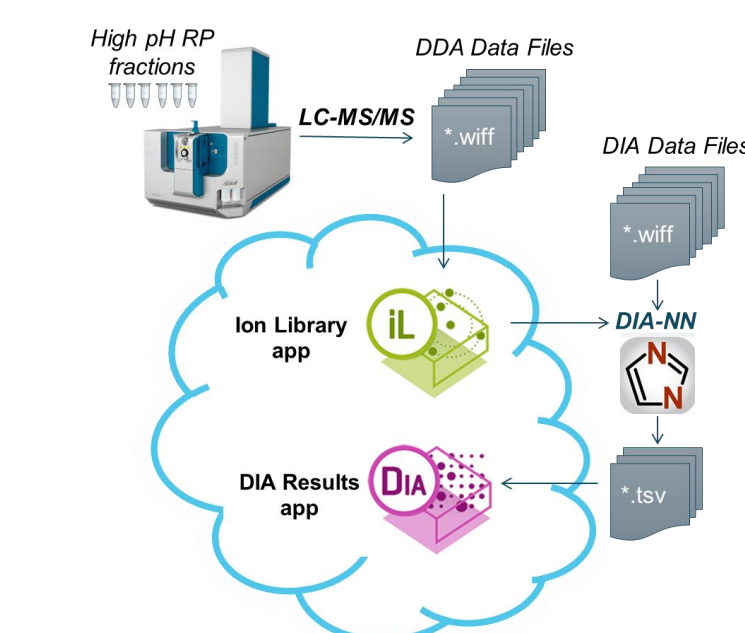 High pH RP
fractions
LC-MS/MS
DDA Data Files
*.wiff
DIA Data Files
*.wiff
Ion Library
app
iL
DIA-NN
N
N
DIA Results
app
DIA
*.tsv